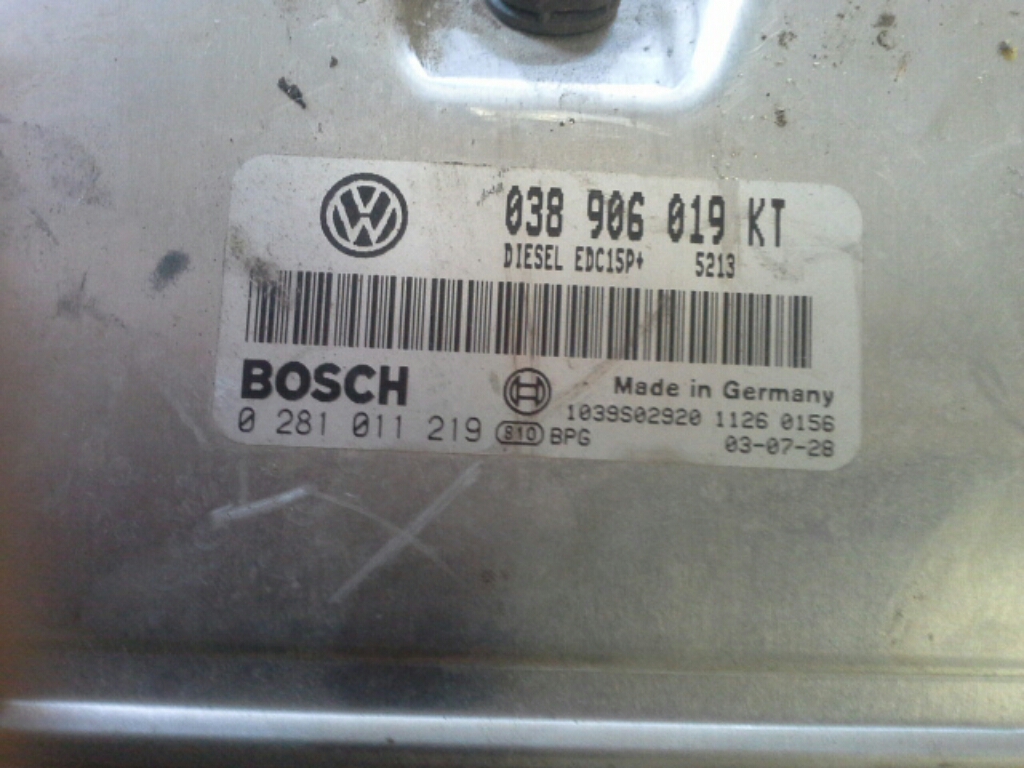 038 906 019 KT
DIESEL EDC15P+ 5213
BOSCH
Made in Germany
1039S02920 1126 0156
0 281 011 219 S10 BPG
03-07-28